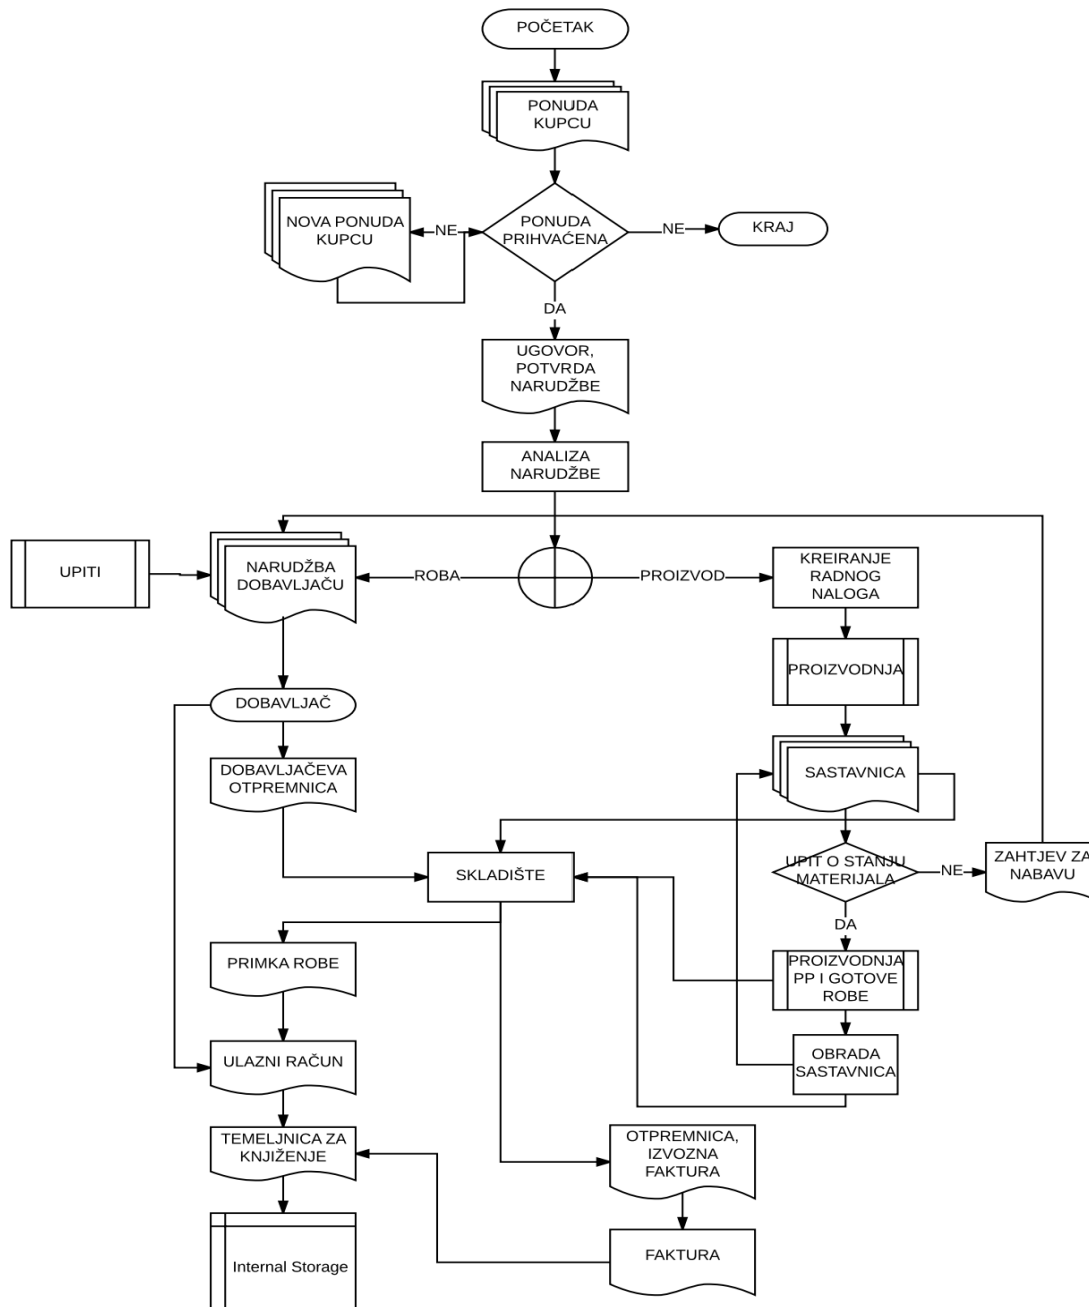 POČETAK
PONUDA
KUPCU
NOVA PONUDA
KUPCU
NE
PONUDA
PRIHVAĆENA
NE
KRAJ
DA
UGOVOR,
POTVRDA
NARUDŽBE
ANALIZA
NARUDŽBE
UPITI
NARUDŽBA
DOBAVLJAČU
ROBA
PROIZVOD
KREIRANJE
RADNOG
NALOGA
PROIZVODNJA
DOBAVLJAČ
DOBAVLJAČEVA
OTPREMNICA
SASTAVNICA
SKLADIŠTE
UPIT O STANJU
MATERIJALA
NE
ZAHTJEV ZA
NABAVU
DA
PRIMKA ROBE
PROIZVODNJA
PP I GOTOVE
ROBE
ULAZNI RAČUN
OBRADA
SASTAVNICA
TEMELJNICA ZA
KNJIŽENJE
OTPREMNICA,
IZVOZNA
FAKTURA
Internal Storage
FAKTURA